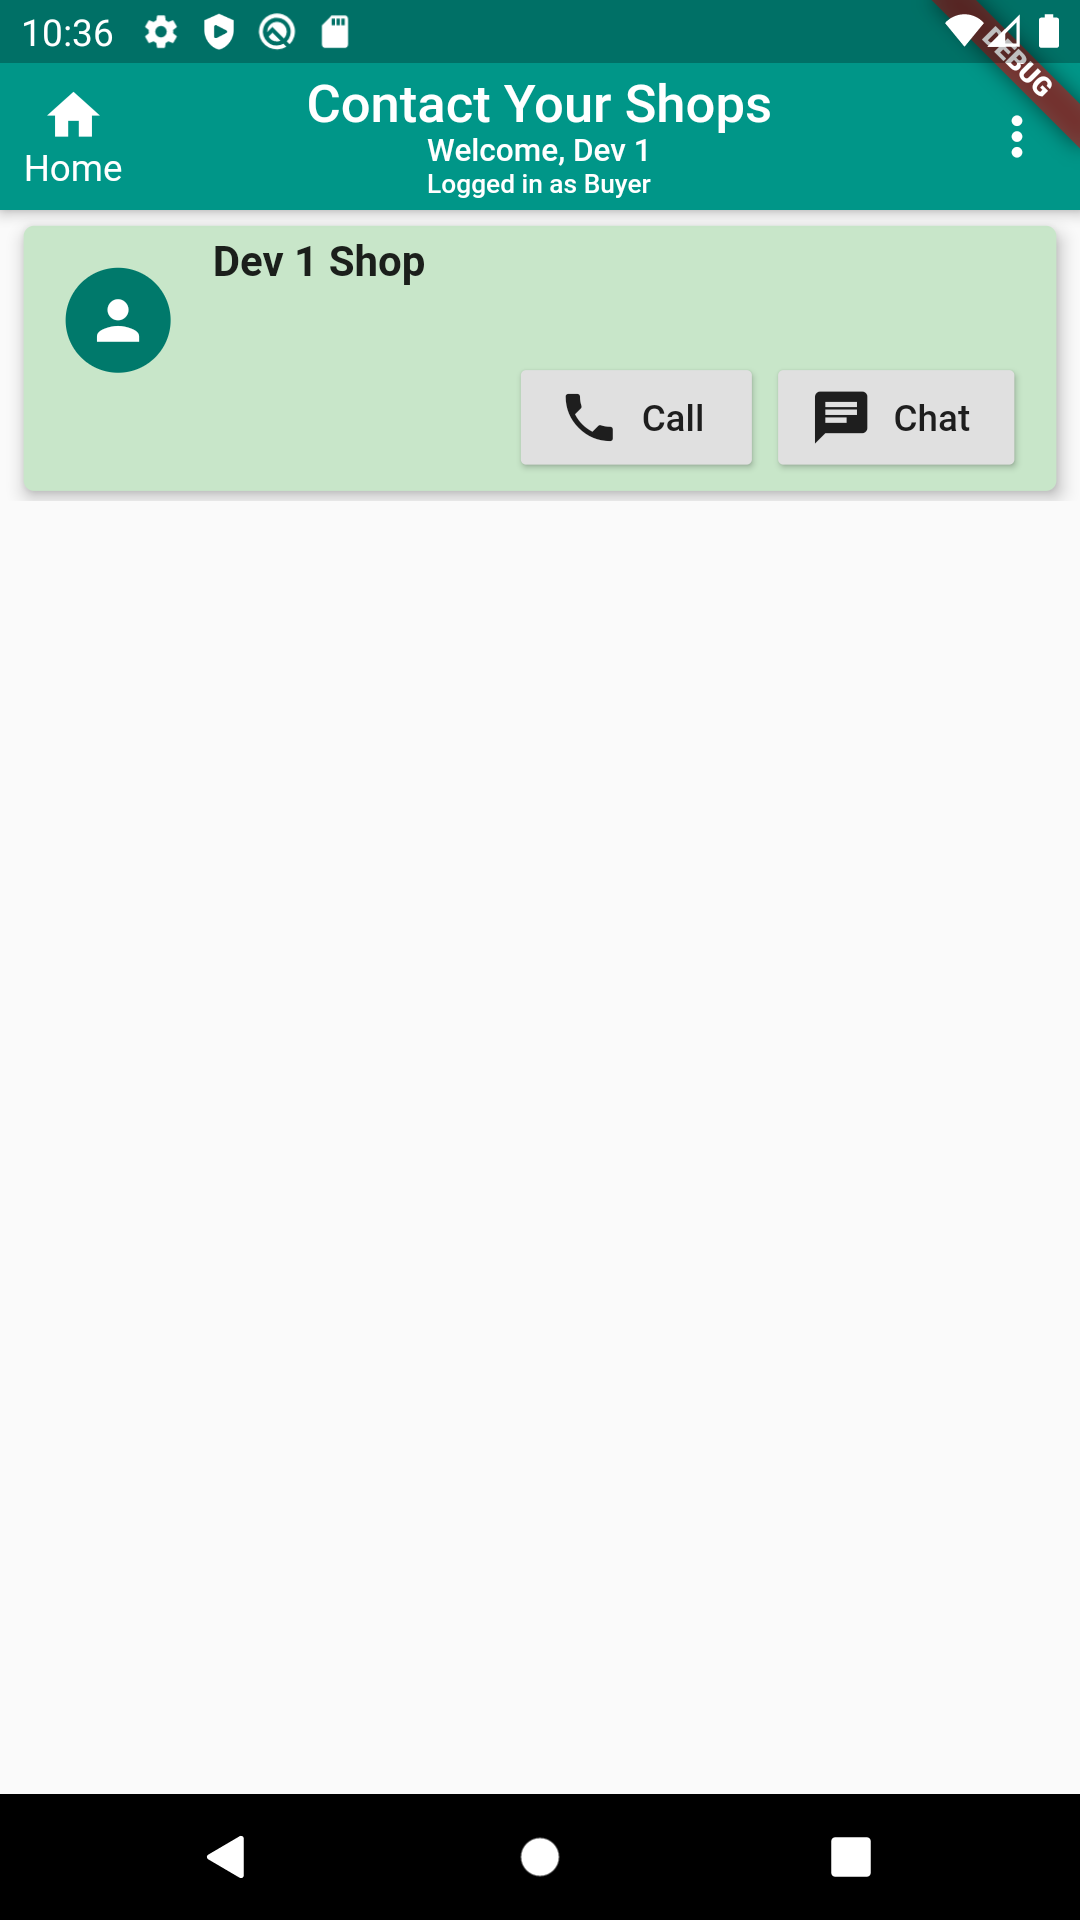 10:36
DEBUG
Contact Your Shops
Home
Welcome, Dev 1
Logged in as Buyer
Dev 1 Shop
Call
Chat